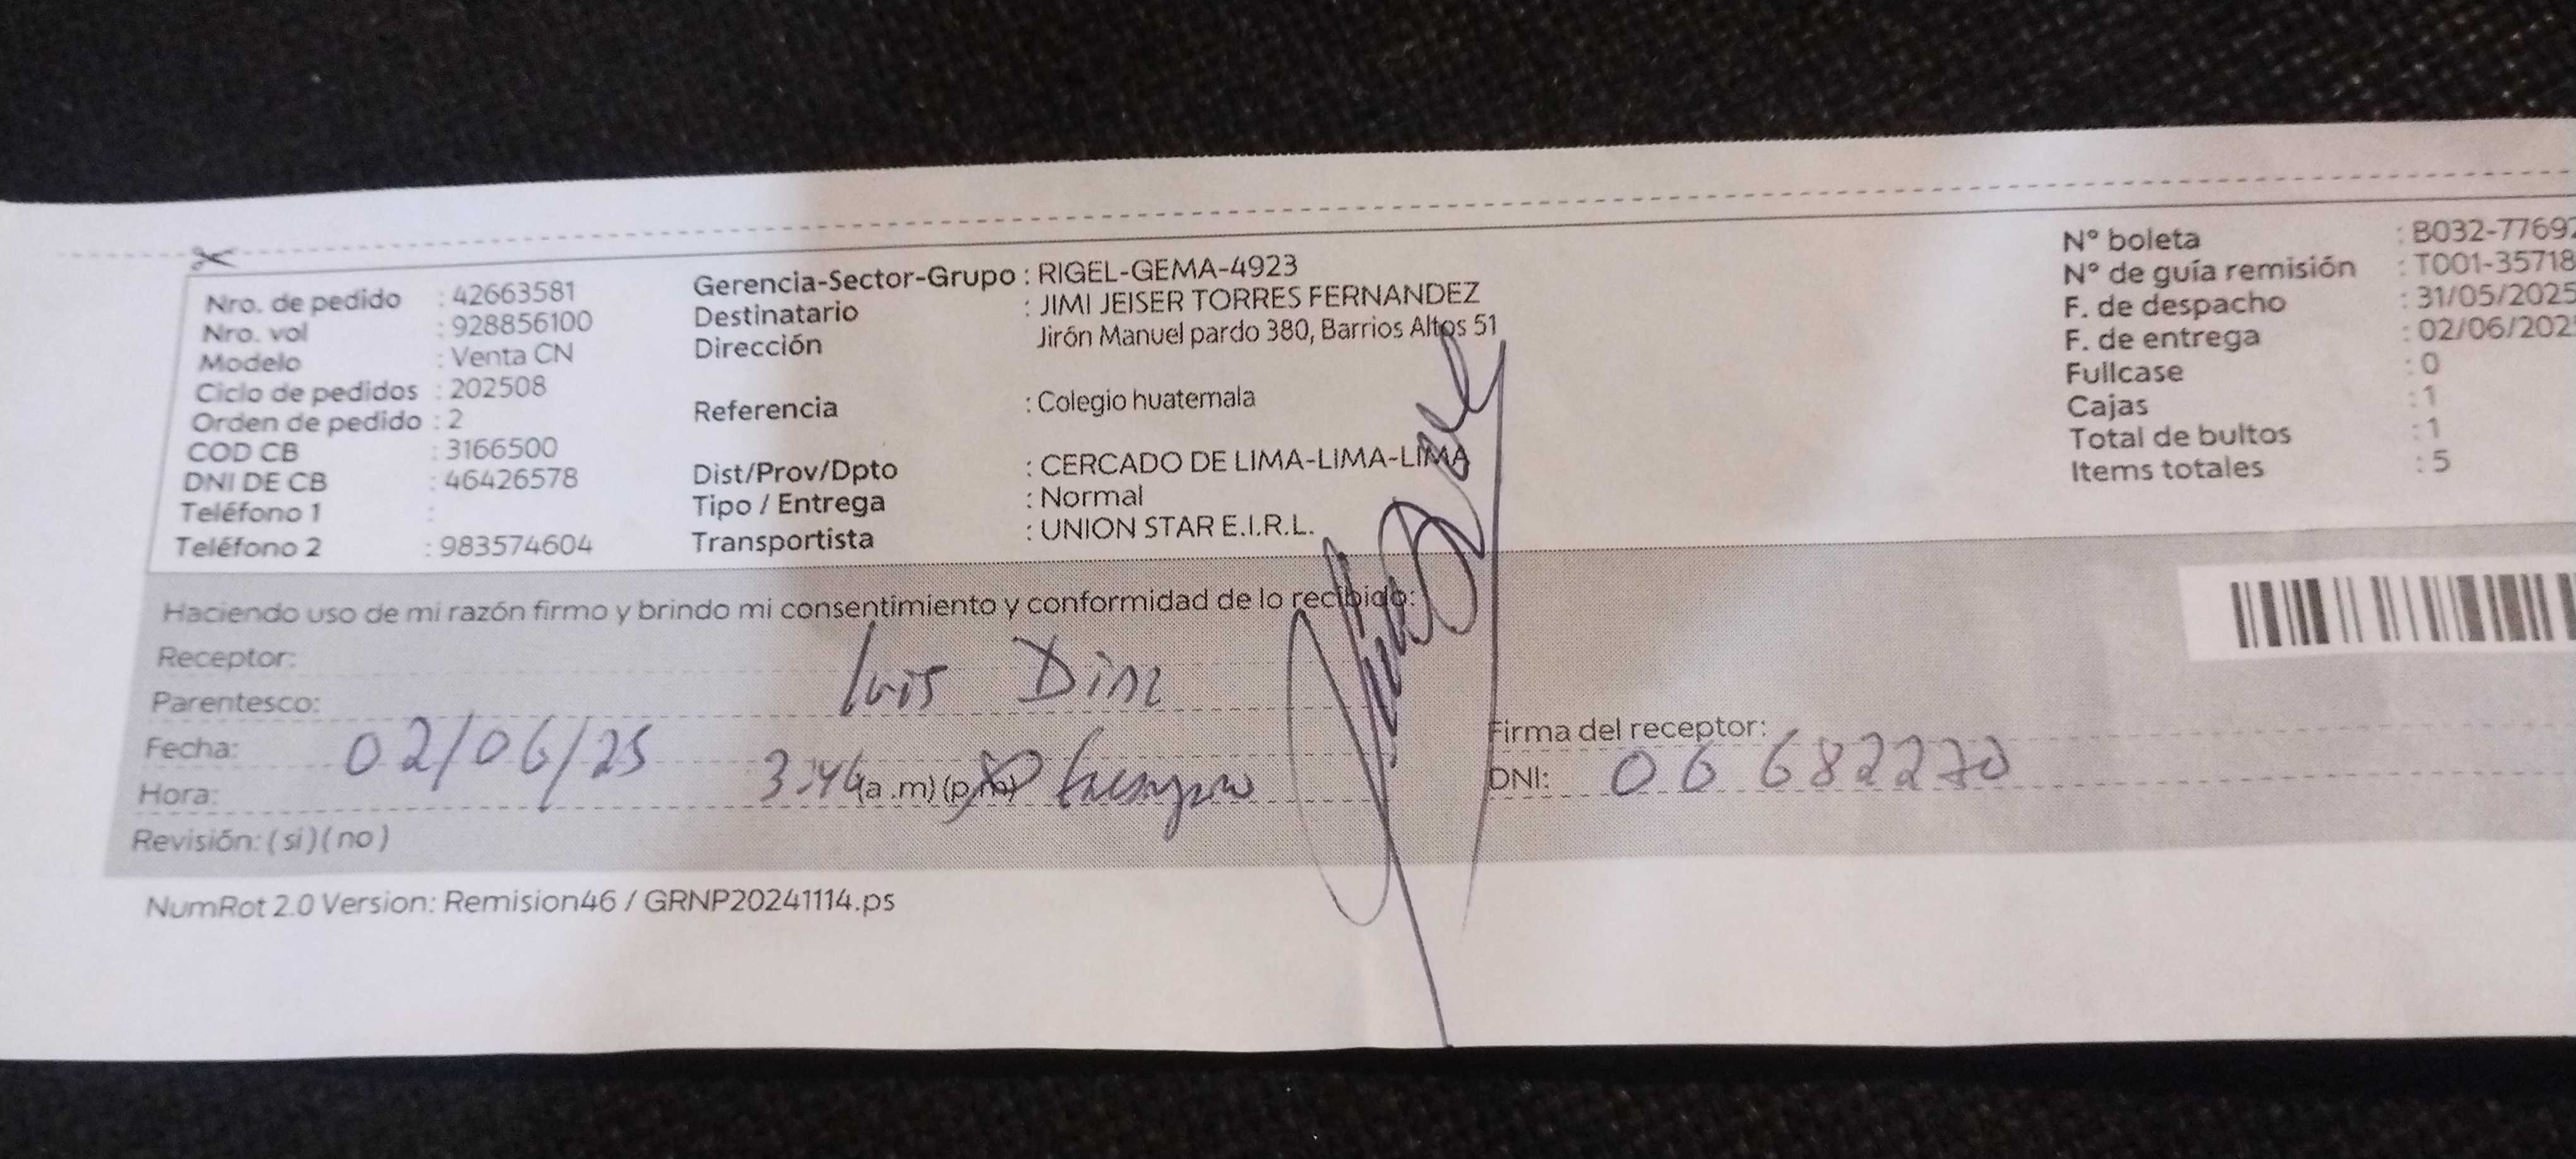 Nro. de pedido : 42663581
Nro. vol : 928856100
Modelo : Venta CN
Ciclo de pedidos : 202508
Orden de pedido : 2
COD CB : 3166500
DNI DE CB : 46426578
Teléfono 1 :
Teléfono 2 : 983574604
Gerencia-Sector-Grupo : RIGEL-GEMA-4923
Destinatario : JIMI JEISER TORRES FERNANDEZ
Dirección Jirón Manuel pardo 380, Barrios Altos 51
Referencia : Colegio huatemala
Dist/Prov/Dpto : CERCADO DE LIMA-LIMA-LIMA
Tipo / Entrega : Normal
Transportista : UNION STAR E.I.R.L.
N° boleta : B032-77692
N° de guía remisión : T001-35718
F. de despacho : 31/05/2025
F. de entrega : 02/06/202
Fullcase : 0
Cajas : 1
Total de bultos : 1
Items totales : 5
Haciendo uso de mi razón firmo y brindo mi consentimiento y conformidad de lo recibido:
Receptor:
Luis Diaz
Parentesco:
Fecha: 02/06/25
Hora: 3:46 (a .m) (p.m)
Revisión: ( si ) ( no )
Firma del receptor:
DNI: 06682270
NumRot 2.0 Version: Remision46 / GRNP20241114.ps